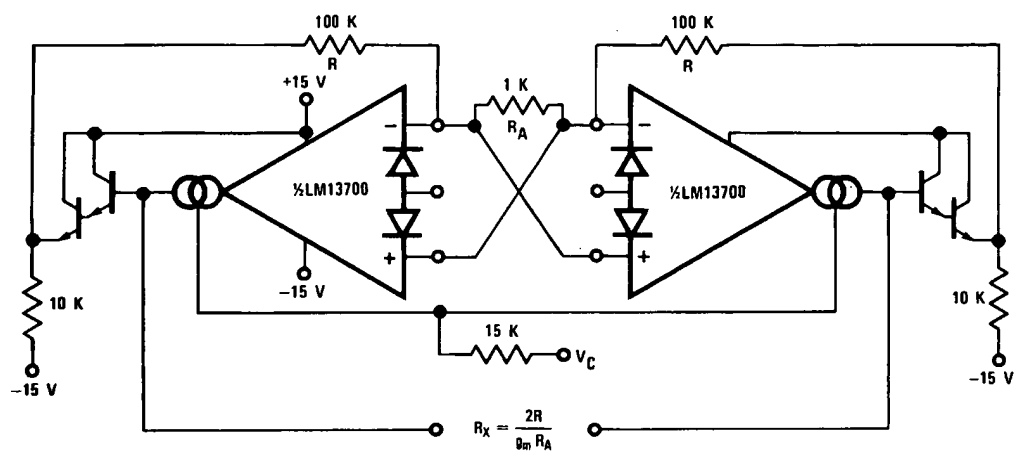 100 K
R
100 K
R
+15 V
1 K
R_A
−
−
½LM13700
½LM13700
+
+
−15 V
10 K
10 K
15 K
V_C
−15 V
−15 V
R_X = 2R / g_m R_A